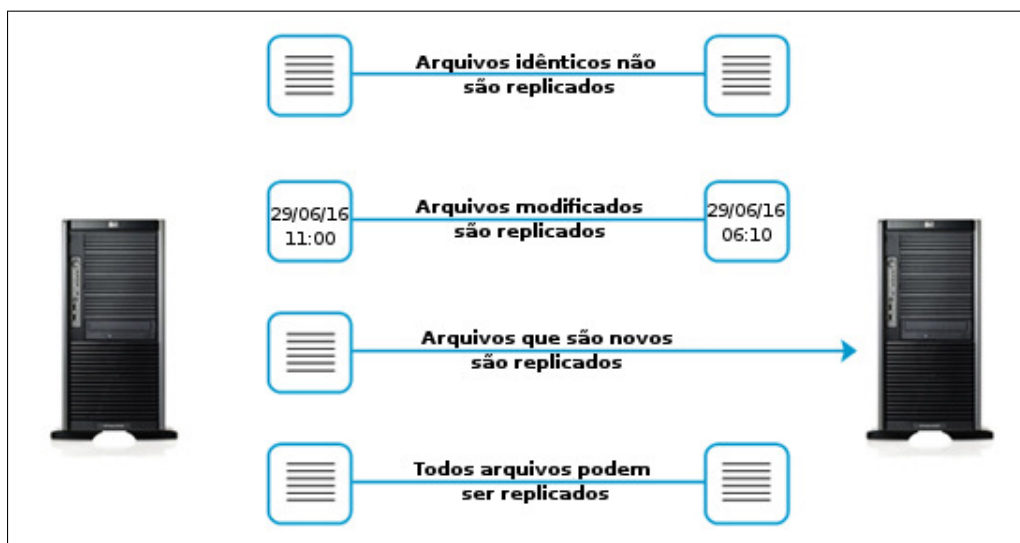 Arquivos idênticos não
são replicados
29/06/16
11:00
Arquivos modificados
são replicados
29/06/16
06:10
Arquivos que são novos
são replicados
Todos arquivos podem
ser replicados